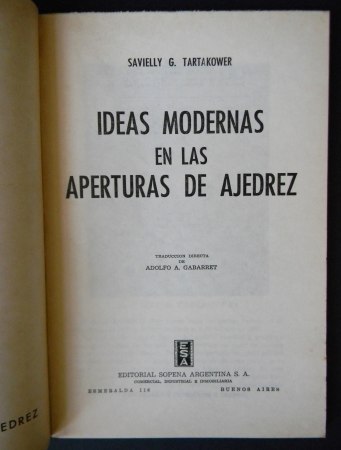 SAVIELLY G. TARTAKOWER
IDEAS MODERNAS
EN LAS
APERTURAS DE AJEDREZ
TRADUCCION DIRECTA
DE
ADOLFO A. GABARRET
ESA
EDITORIAL SOPENA ARGENTINA S. A.
COMERCIAL, INDUSTRIAL E INMOBILIARIA
ESMERALDA 116 BUENOS AIRES
EDREZ